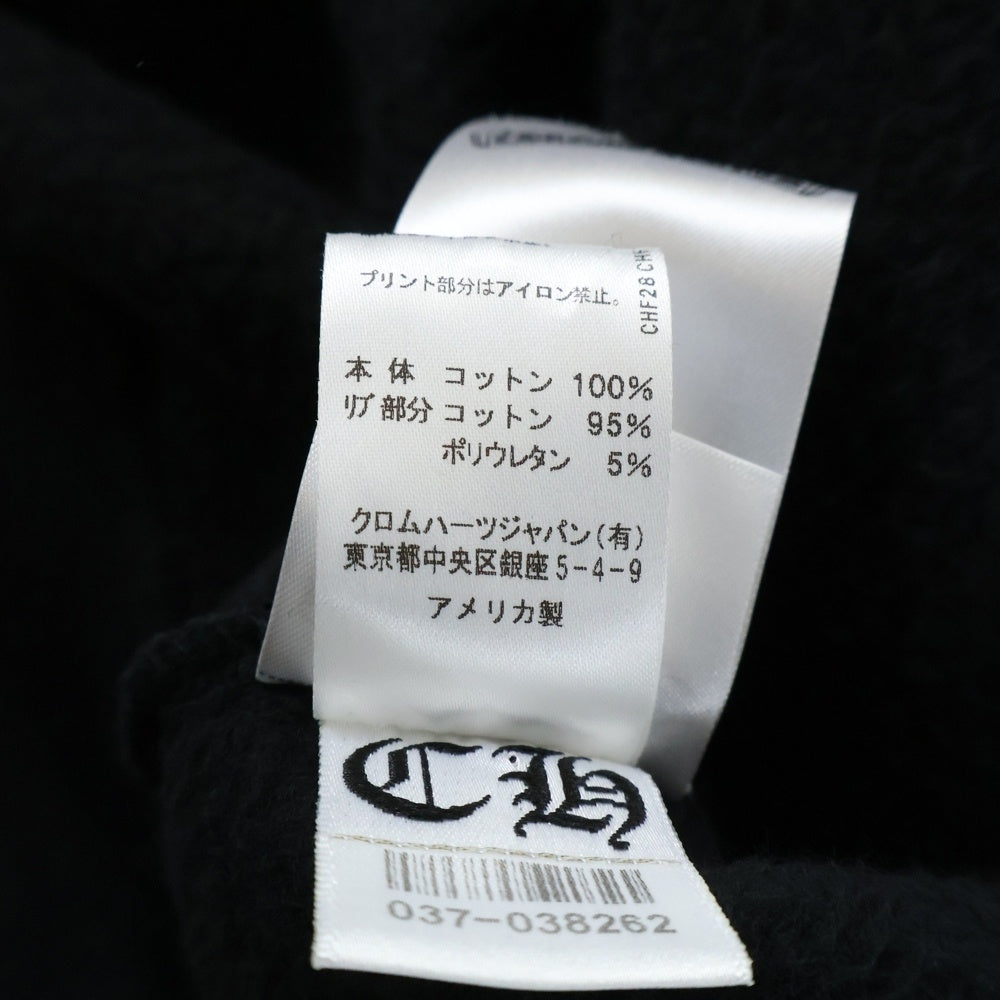 プリント部分はアイロン禁止。
CHF28 CH
本体 コットン 100%
リブ部分 コットン 95%
ポリウレタン 5%
クロムハーツジャパン(有)
東京都中央区銀座5-4-9
アメリカ製
CH
037-038262